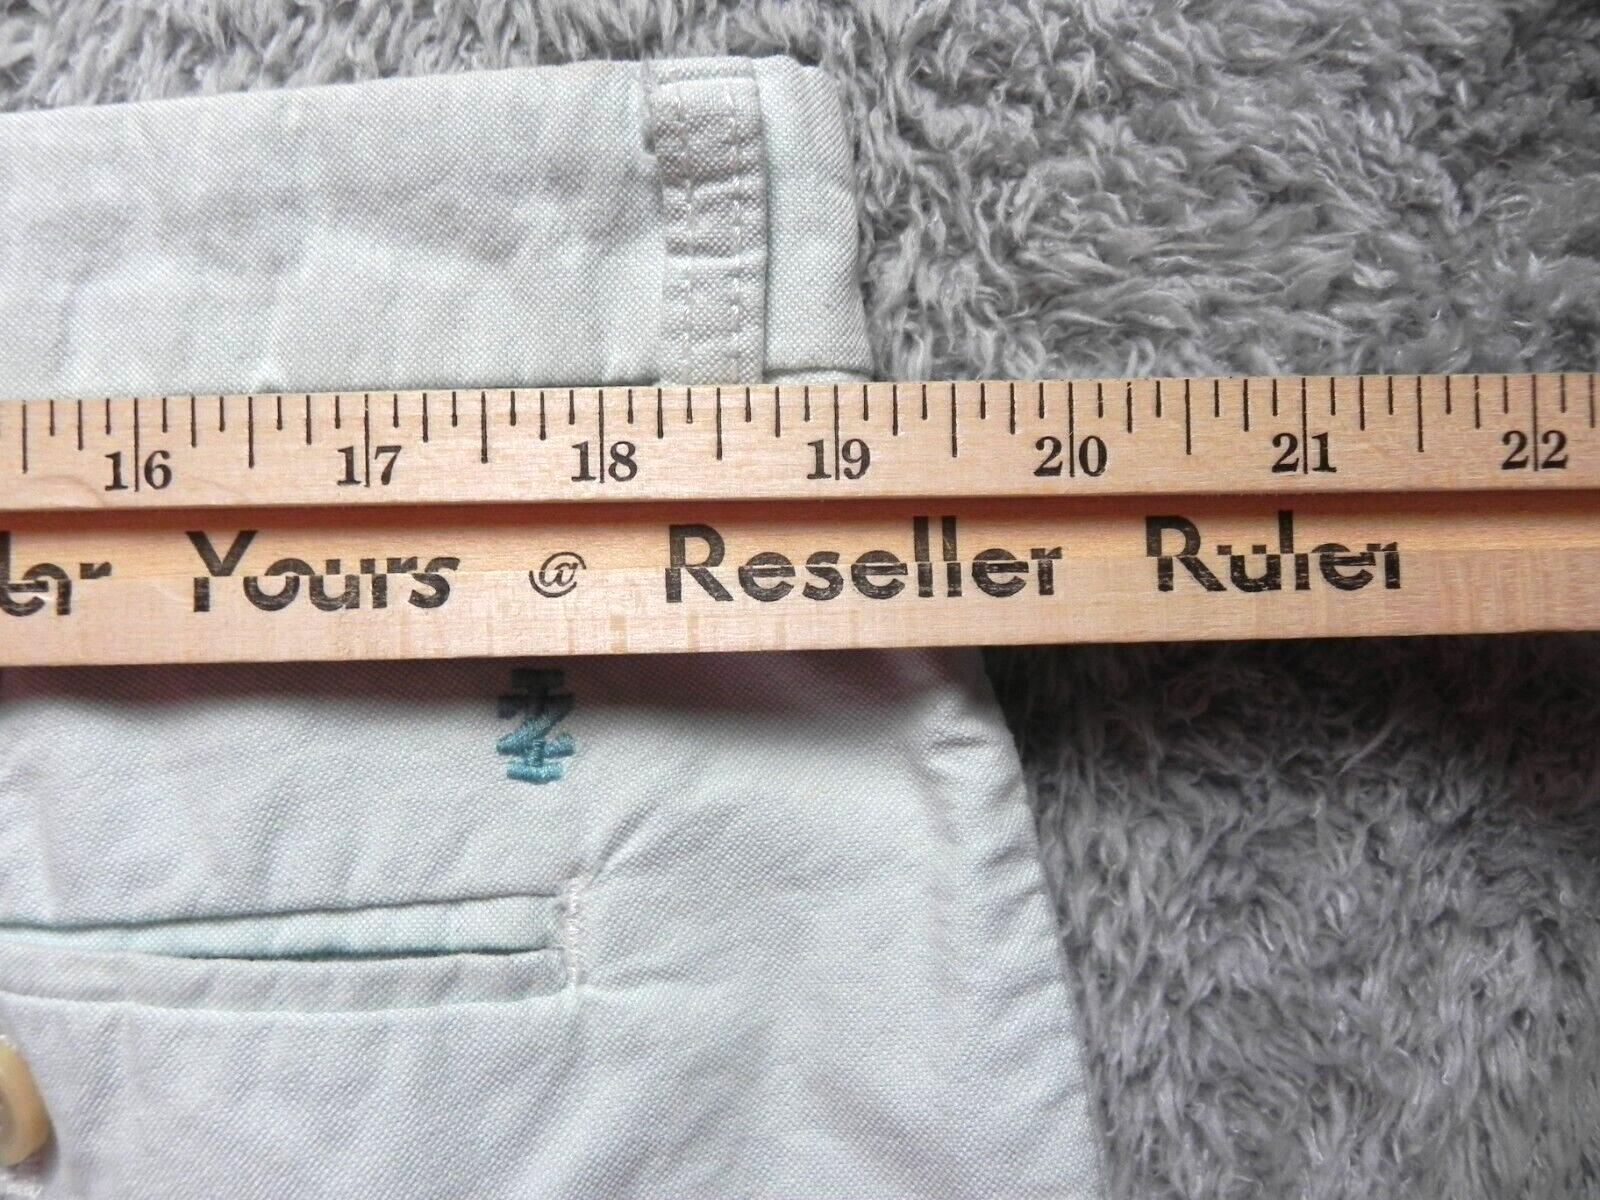 16 17 18 19 20 21 22
Yours @ Reseller Ruler